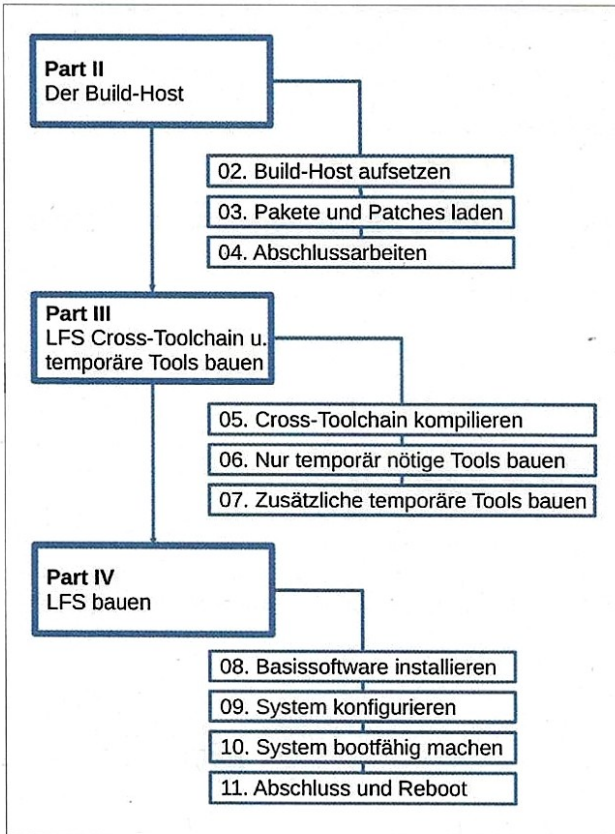 Part II
Der Build-Host
02. Build-Host aufsetzen
03. Pakete und Patches laden
04. Abschlussarbeiten
Part III
LFS Cross-Toolchain u.
temporäre Tools bauen
05. Cross-Toolchain kompilieren
06. Nur temporär nötige Tools bauen
07. Zusätzliche temporäre Tools bauen
Part IV
LFS bauen
08. Basissoftware installieren
09. System konfigurieren
10. System bootfähig machen
11. Abschluss und Reboot